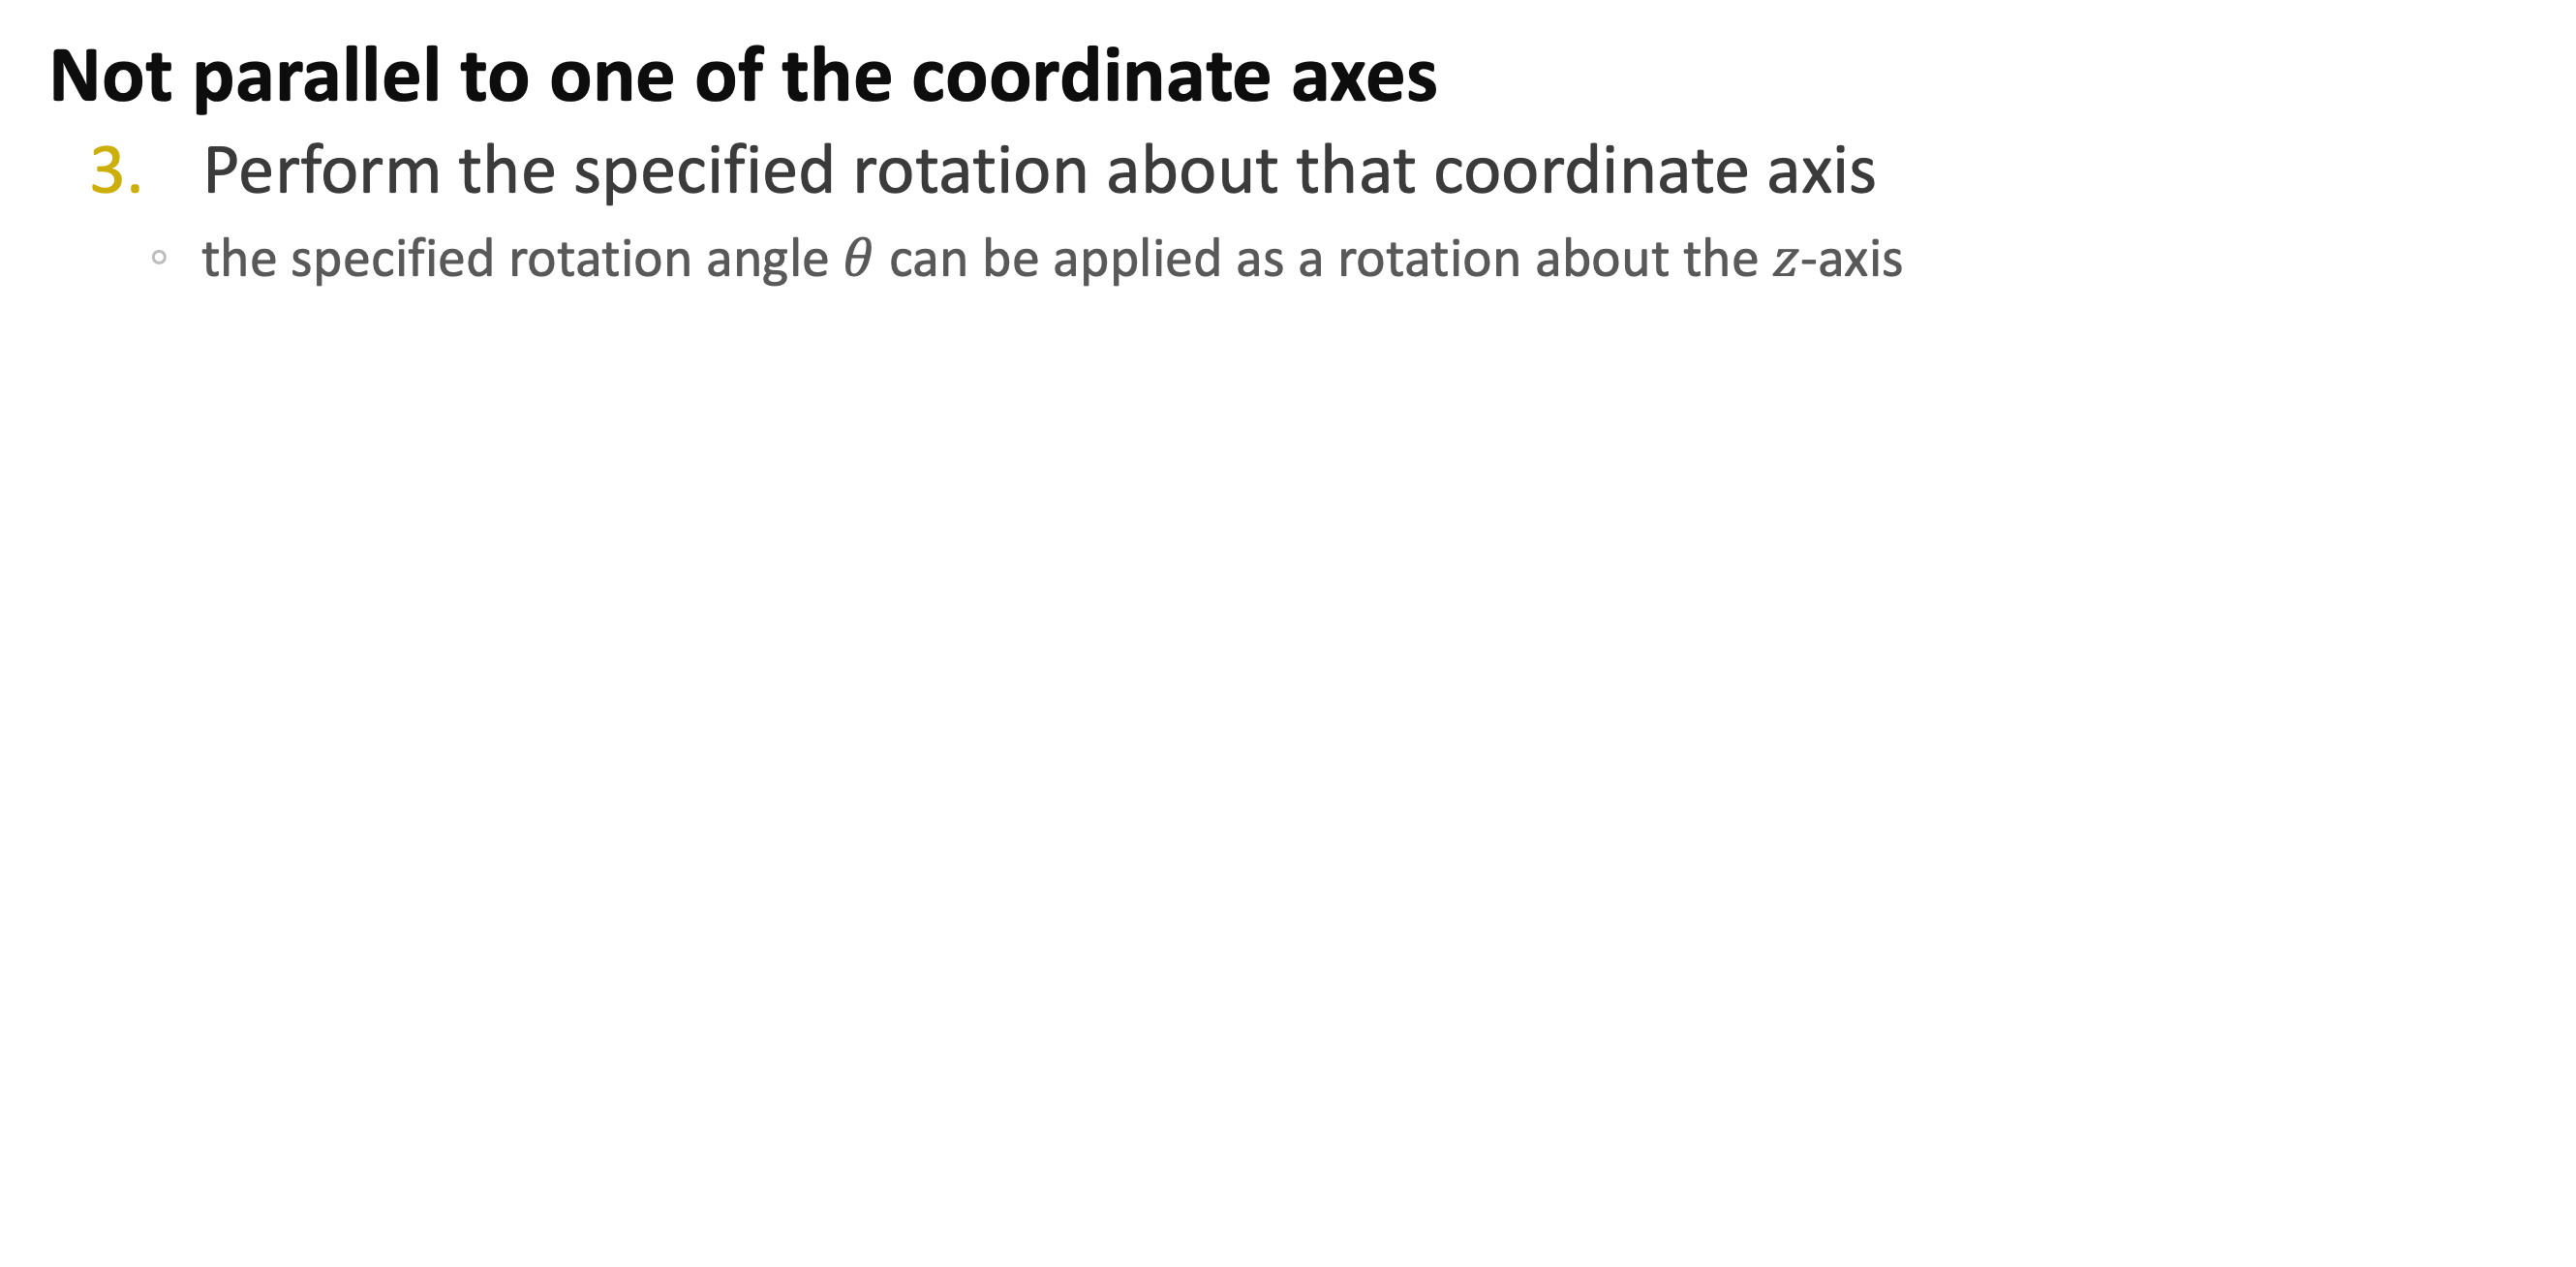 Not parallel to one of the coordinate axes
3. Perform the specified rotation about that coordinate axis
◦ the specified rotation angle θ can be applied as a rotation about the z-axis